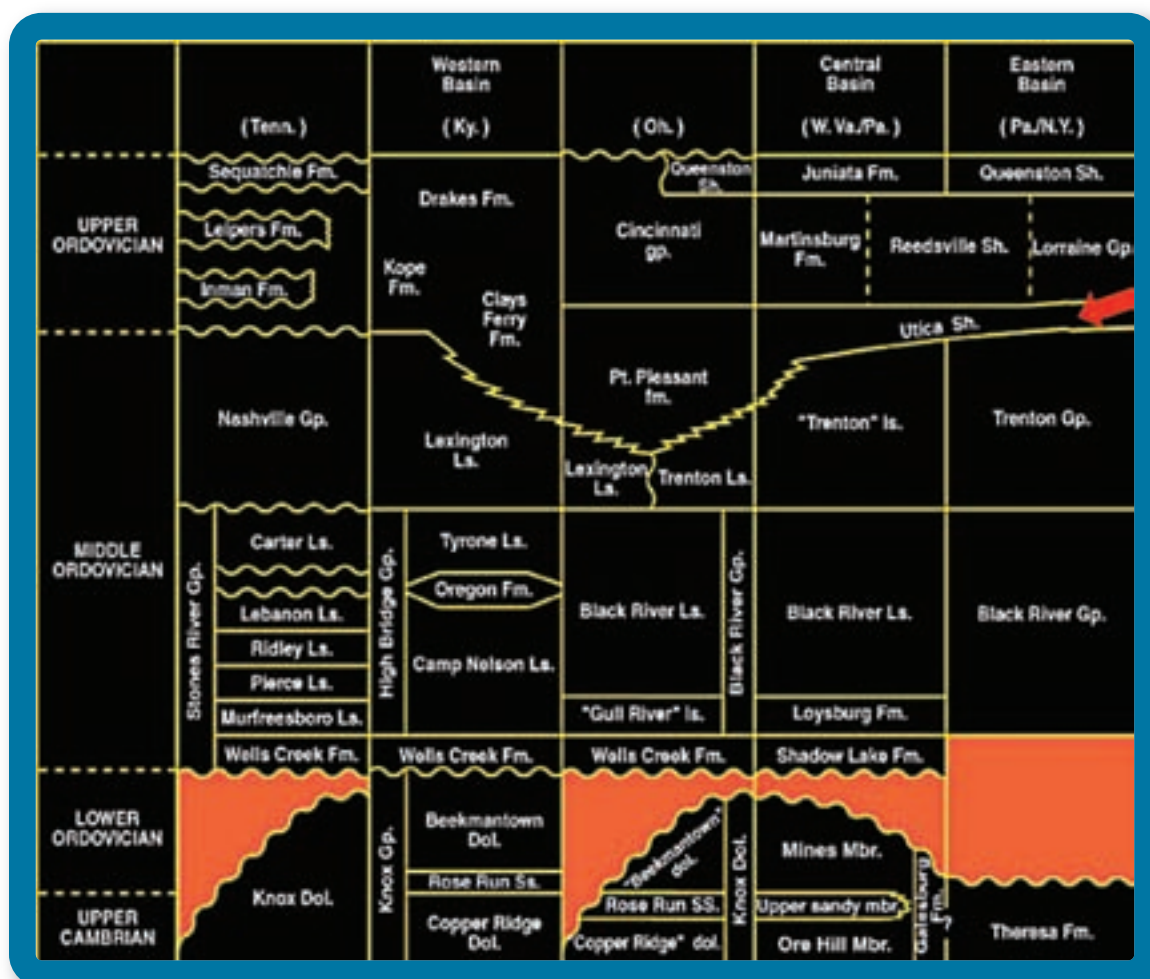 Western
Basin
Central
Basin
Eastern
Basin
(Tenn.)
(Ky.)
(Oh.)
(W. Va./Pa.)
(Pa./N.Y.)
UPPER
ORDOVICIAN
Sequatchie Fm.
Leipers Fm.
Inman Fm.
Drakes Fm.
Kope
Fm.
Clays
Ferry
Fm.
Queenston
Sh.
Cincinnati
gp.
Juniata Fm.
Martinsburg
Fm.
Reedsville Sh.
Queenston Sh.
Lorraine Gp.
Utica Sh.
MIDDLE
ORDOVICIAN
Nashville Gp.
Lexington
Ls.
Pt. Pleasant
fm.
Lexington
Ls.
Trenton Ls.
"Trenton" ls.
Trenton Gp.
Stones River Gp.
Carter Ls.
Lebanon Ls.
Ridley Ls.
Pierce Ls.
Murfreesboro Ls.
Wells Creek Fm.
High Bridge Gp.
Tyrone Ls.
Oregon Fm.
Camp Nelson Ls.
Wells Creek Fm.
Black River Ls.
"Gull River" ls.
Black River Gp.
Wells Creek Fm.
Black River Ls.
Loysburg Fm.
Shadow Lake Fm.
Black River Gp.
LOWER
ORDOVICIAN
UPPER
CAMBRIAN
Knox Dol.
Knox Gp.
Beekmantown
Dol.
Rose Run Ss.
Copper Ridge
Dol.
"Beekmantown"
dol.
Rose Run SS.
Copper Ridge" dol.
Knox Dol.
Mines Mbr.
Upper sandy mbr.
Ore Hill Mbr.
Gatesburg
Fm.
?
Theresa Fm.